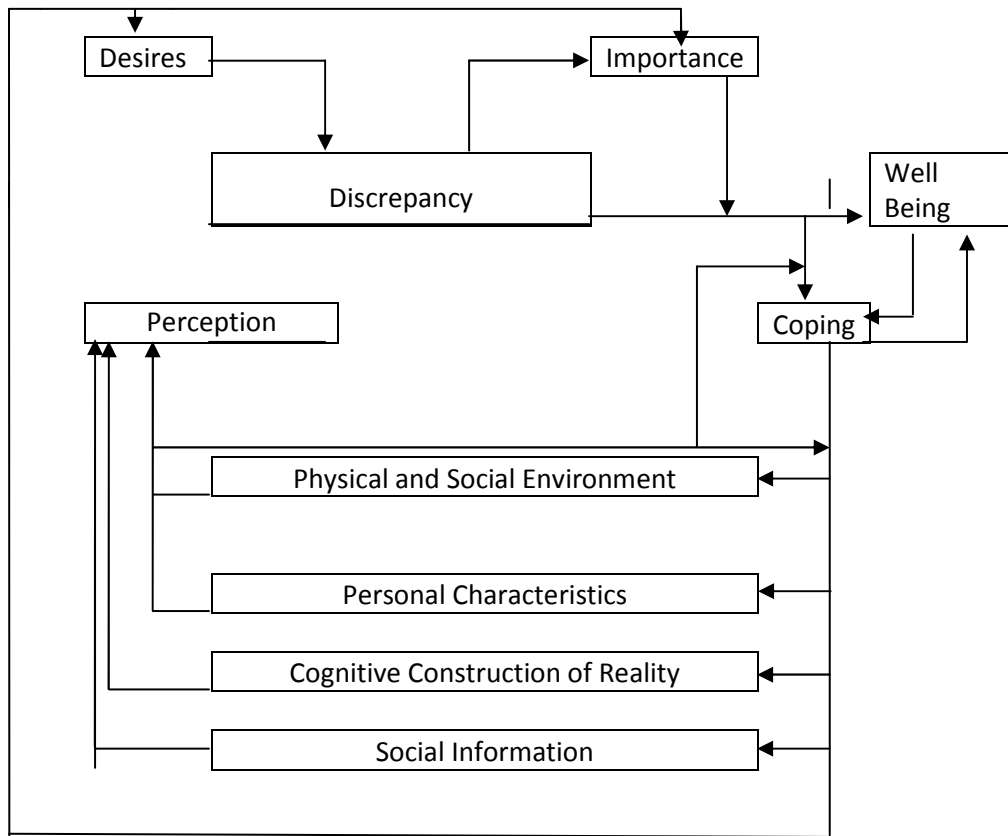 Desires
Importance
Discrepancy
Well
Being
Perception
Coping
Physical and Social Environment
Personal Characteristics
Cognitive Construction of Reality
Social Information